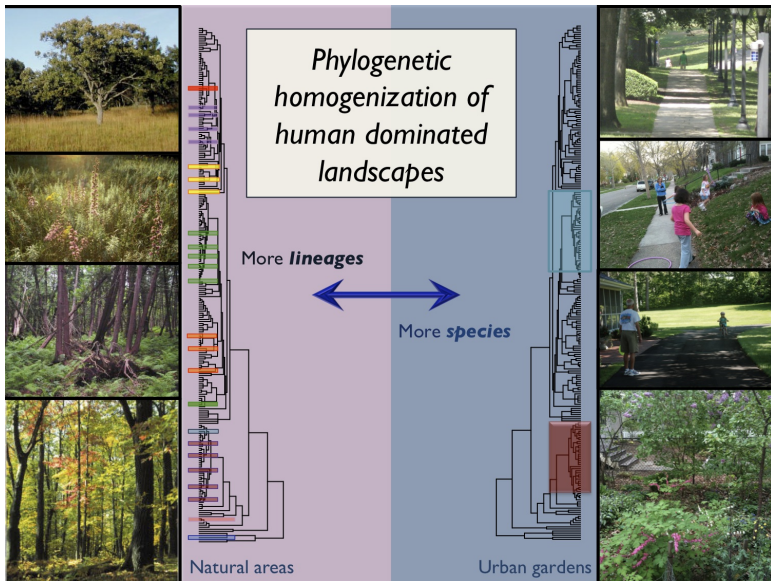 Phylogenetic
homogenization of
human dominated
landscapes
More lineages
More species
Natural areas
Urban gardens